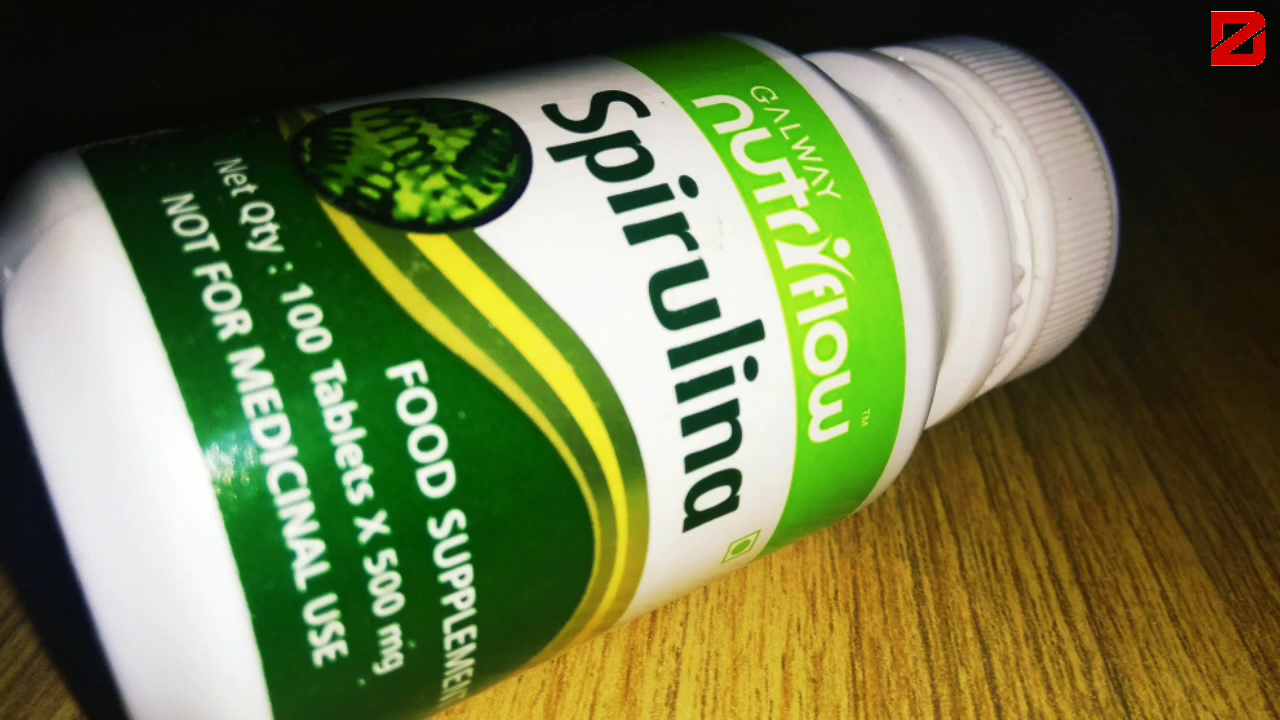 GALWAY
nutriflow™
Spirulina
FOOD SUPPLEMENT
Net Qty : 100 Tablets X 500 mg
NOT FOR MEDICINAL USE